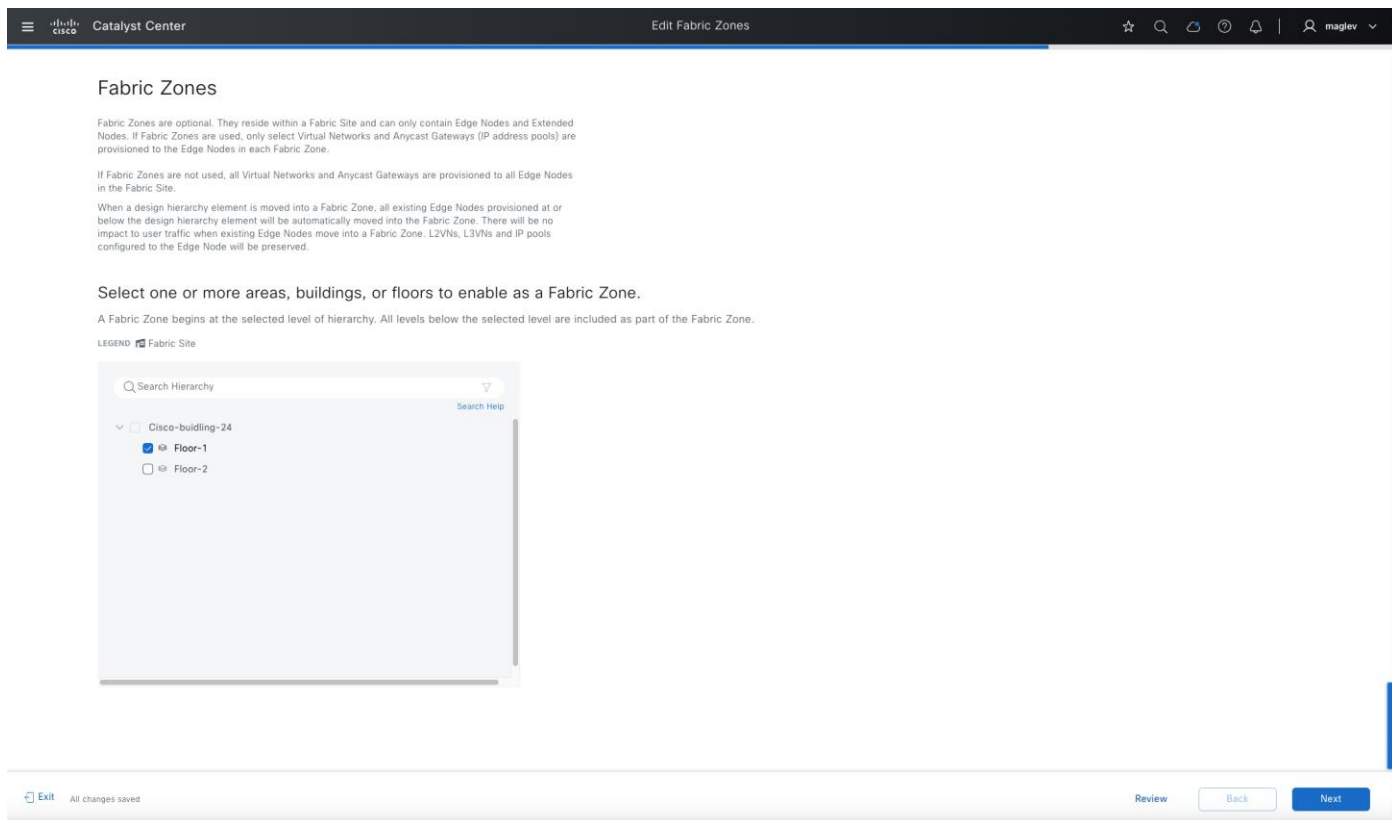 cisco Catalyst Center
Edit Fabric Zones
maglev
Fabric Zones
Fabric Zones are optional. They reside within a Fabric Site and can only contain Edge Nodes and Extended
Nodes. If Fabric Zones are used, only select Virtual Networks and Anycast Gateways (IP address pools) are
provisioned to the Edge Nodes in each Fabric Zone.
If Fabric Zones are not used, all Virtual Networks and Anycast Gateways are provisioned to all Edge Nodes
in the Fabric Site.
When a design hierarchy element is moved into a Fabric Zone, all existing Edge Nodes provisioned at or
below the design hierarchy element will be automatically moved into the Fabric Zone. There will be no
impact to user traffic when existing Edge Nodes move into a Fabric Zone. L2VNs, L3VNs and IP pools
configured to the Edge Node will be preserved.
Select one or more areas, buildings, or floors to enable as a Fabric Zone.
A Fabric Zone begins at the selected level of hierarchy. All levels below the selected level are included as part of the Fabric Zone.
LEGEND Fabric Site
Search Hierarchy
Search Help
Cisco-buidling-24
Floor-1
Floor-2
Exit All changes saved
Review Back Next